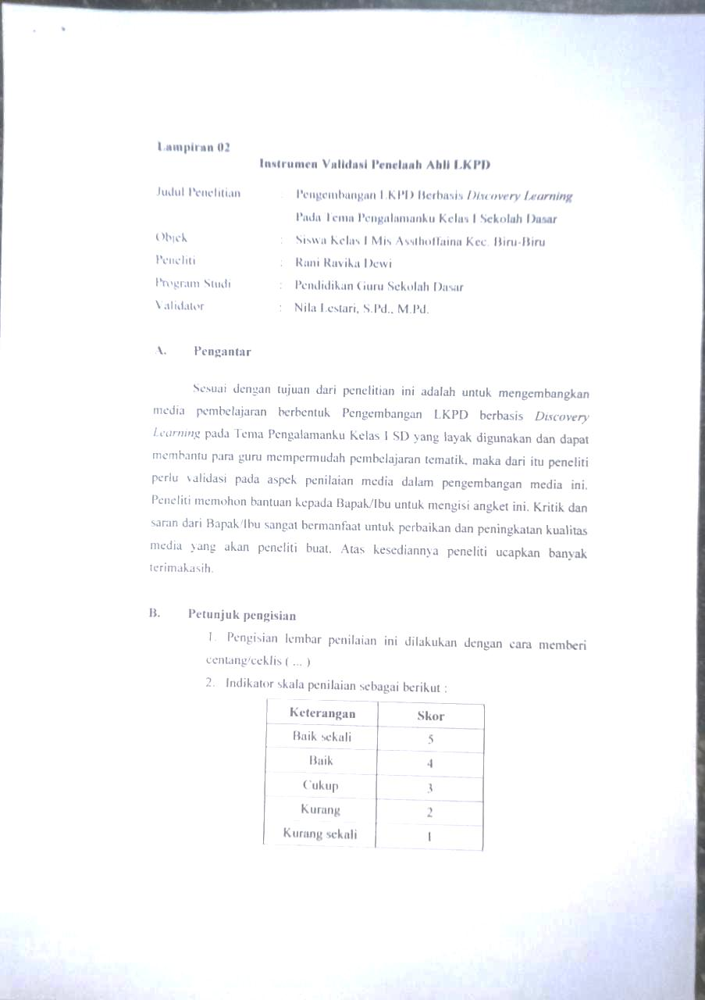 Lampiran 02
Instrumen Validasi Penelaah Ahli LKPD
Judul Penelitian : Pengembangan LKPD Berbasis Discovery Learning
Pada Tema Pengalamanku Kelas I Sekolah Dasar
Objek : Siswa Kelas I Mis Assthoffaina Kec. Biru-Biru
Peneliti : Rani Ravika Dewi
Program Studi : Pendidikan Guru Sekolah Dasar
Validator : Nila Lestari, S.Pd., M.Pd.
A. Pengantar
Sesuai dengan tujuan dari penelitian ini adalah untuk mengembangkan
media pembelajaran berbentuk Pengembangan LKPD berbasis Discovery
Learning pada Tema Pengalamanku Kelas I SD yang layak digunakan dan dapat
membantu para guru mempermudah pembelajaran tematik, maka dari itu peneliti
perlu validasi pada aspek penilaian media dalam pengembangan media ini.
Peneliti memohon bantuan kepada Bapak/Ibu untuk mengisi angket ini. Kritik dan
saran dari Bapak/Ibu sangat bermanfaat untuk perbaikan dan peningkatan kualitas
media yang akan peneliti buat. Atas kesediannya peneliti ucapkan banyak
terimakasih.
B. Petunjuk pengisian
1. Pengisian lembar penilaian ini dilakukan dengan cara memberi
centang/ceklis ( ... )
2. Indikator skala penilaian sebagai berikut :
Keterangan Skor
Baik sekali 5
Baik 4
Cukup 3
Kurang 2
Kurang sekali 1